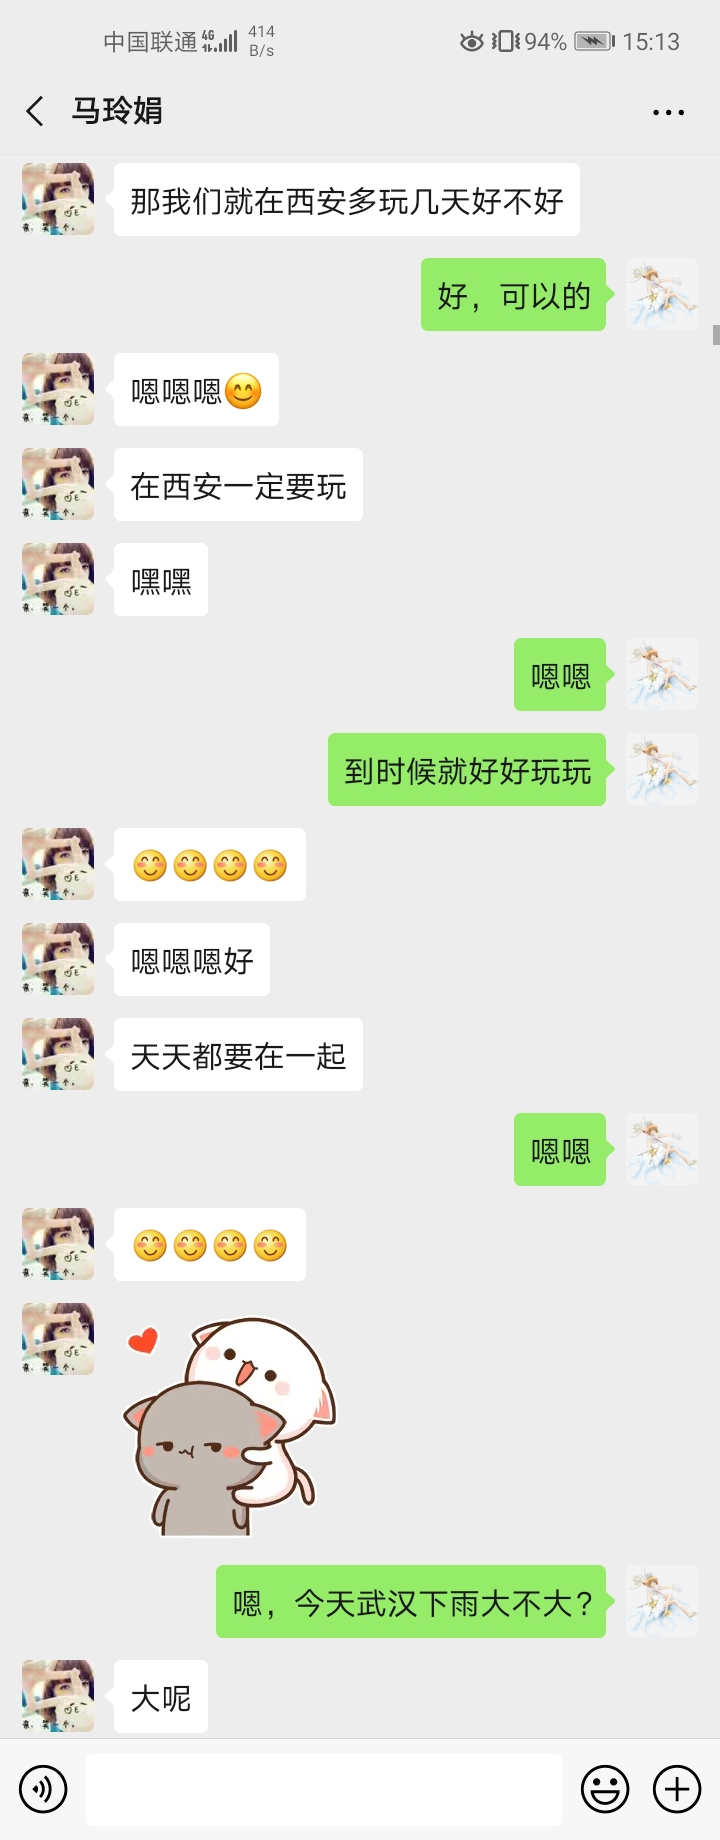 中国联通 4G 414 B/s 94% 15:13
马玲娟
那我们就在西安多玩几天好不好
好，可以的
嗯嗯嗯😊
在西安一定要玩
嘿嘿
嗯嗯
到时候就好好玩玩
😊😊😊😊
嗯嗯嗯好
天天都要在一起
嗯嗯
😊😊😊😊
嗯，今天武汉下雨大不大？
大呢